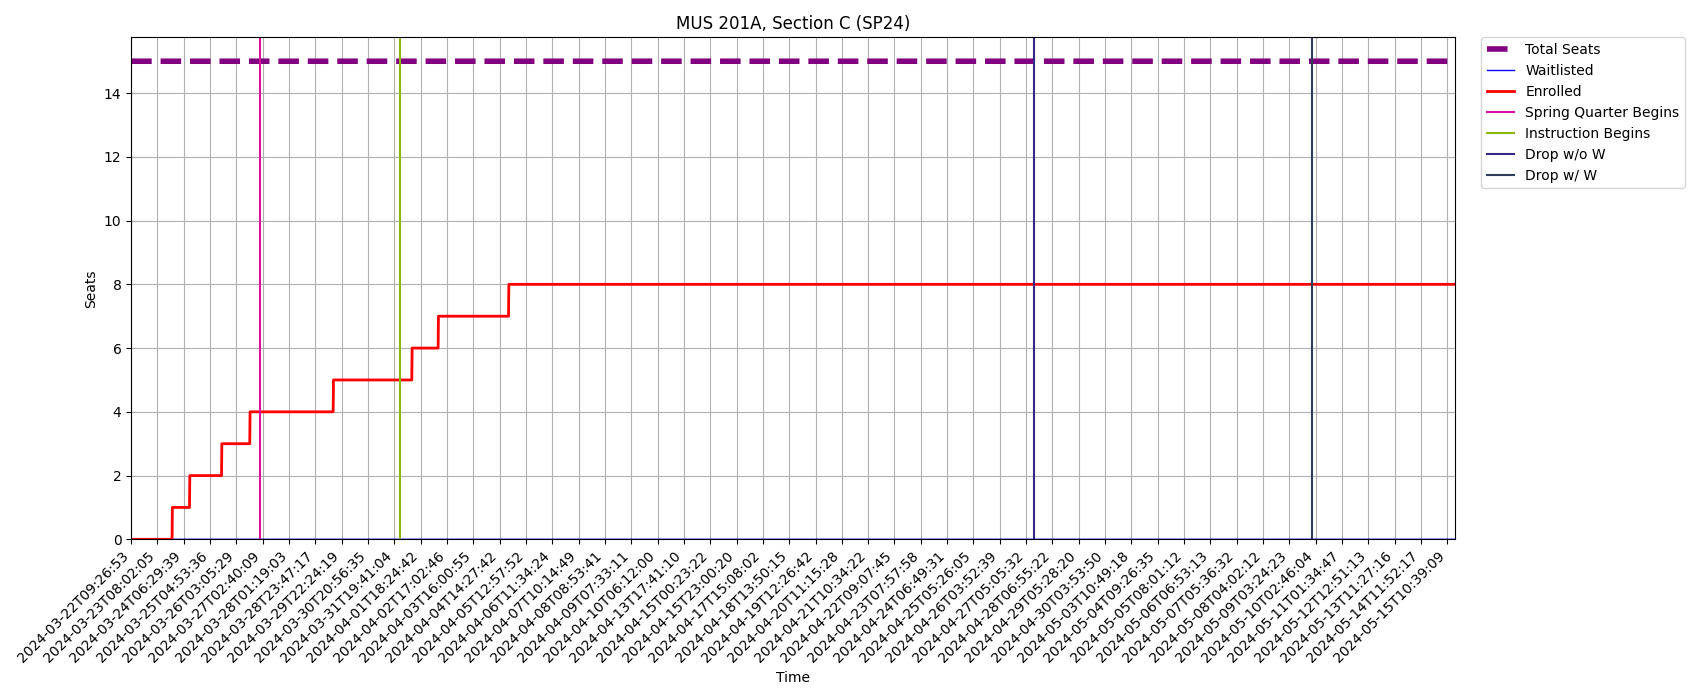 MUS 201A, Section C (SP24)
Total Seats
Waitlisted
Enrolled
Spring Quarter Begins
Instruction Begins
Drop w/o W
Drop w/ W
Seats
14
12
10
8
6
4
2
0
2024-03-22T09:26:53
2024-03-23T08:02:05
2024-03-24T06:29:39
2024-03-25T04:53:36
2024-03-26T03:05:29
2024-03-27T02:40:09
2024-03-28T01:19:03
2024-03-28T23:47:17
2024-03-29T22:24:19
2024-03-30T20:56:35
2024-03-31T19:41:04
2024-04-01T18:24:42
2024-04-02T17:02:46
2024-04-03T16:00:55
2024-04-04T14:27:42
2024-04-05T12:57:52
2024-04-06T11:34:24
2024-04-07T10:14:49
2024-04-08T08:53:41
2024-04-09T07:33:11
2024-04-10T06:12:00
2024-04-13T17:41:10
2024-04-15T00:23:22
2024-04-15T23:00:20
2024-04-17T15:08:02
2024-04-18T13:50:15
2024-04-19T12:26:42
2024-04-20T11:15:28
2024-04-21T10:34:22
2024-04-22T09:07:45
2024-04-23T07:57:58
2024-04-24T06:49:31
2024-04-25T05:26:05
2024-04-26T03:52:39
2024-04-27T05:05:32
2024-04-28T06:55:22
2024-04-29T05:28:20
2024-04-30T03:53:50
2024-05-03T10:49:18
2024-05-04T09:26:35
2024-05-05T08:01:12
2024-05-06T06:53:13
2024-05-07T05:36:32
2024-05-08T04:02:12
2024-05-09T03:24:23
2024-05-10T02:46:04
2024-05-11T01:34:47
2024-05-12T12:51:13
2024-05-13T11:27:16
2024-05-14T11:52:17
2024-05-15T10:39:09
Time